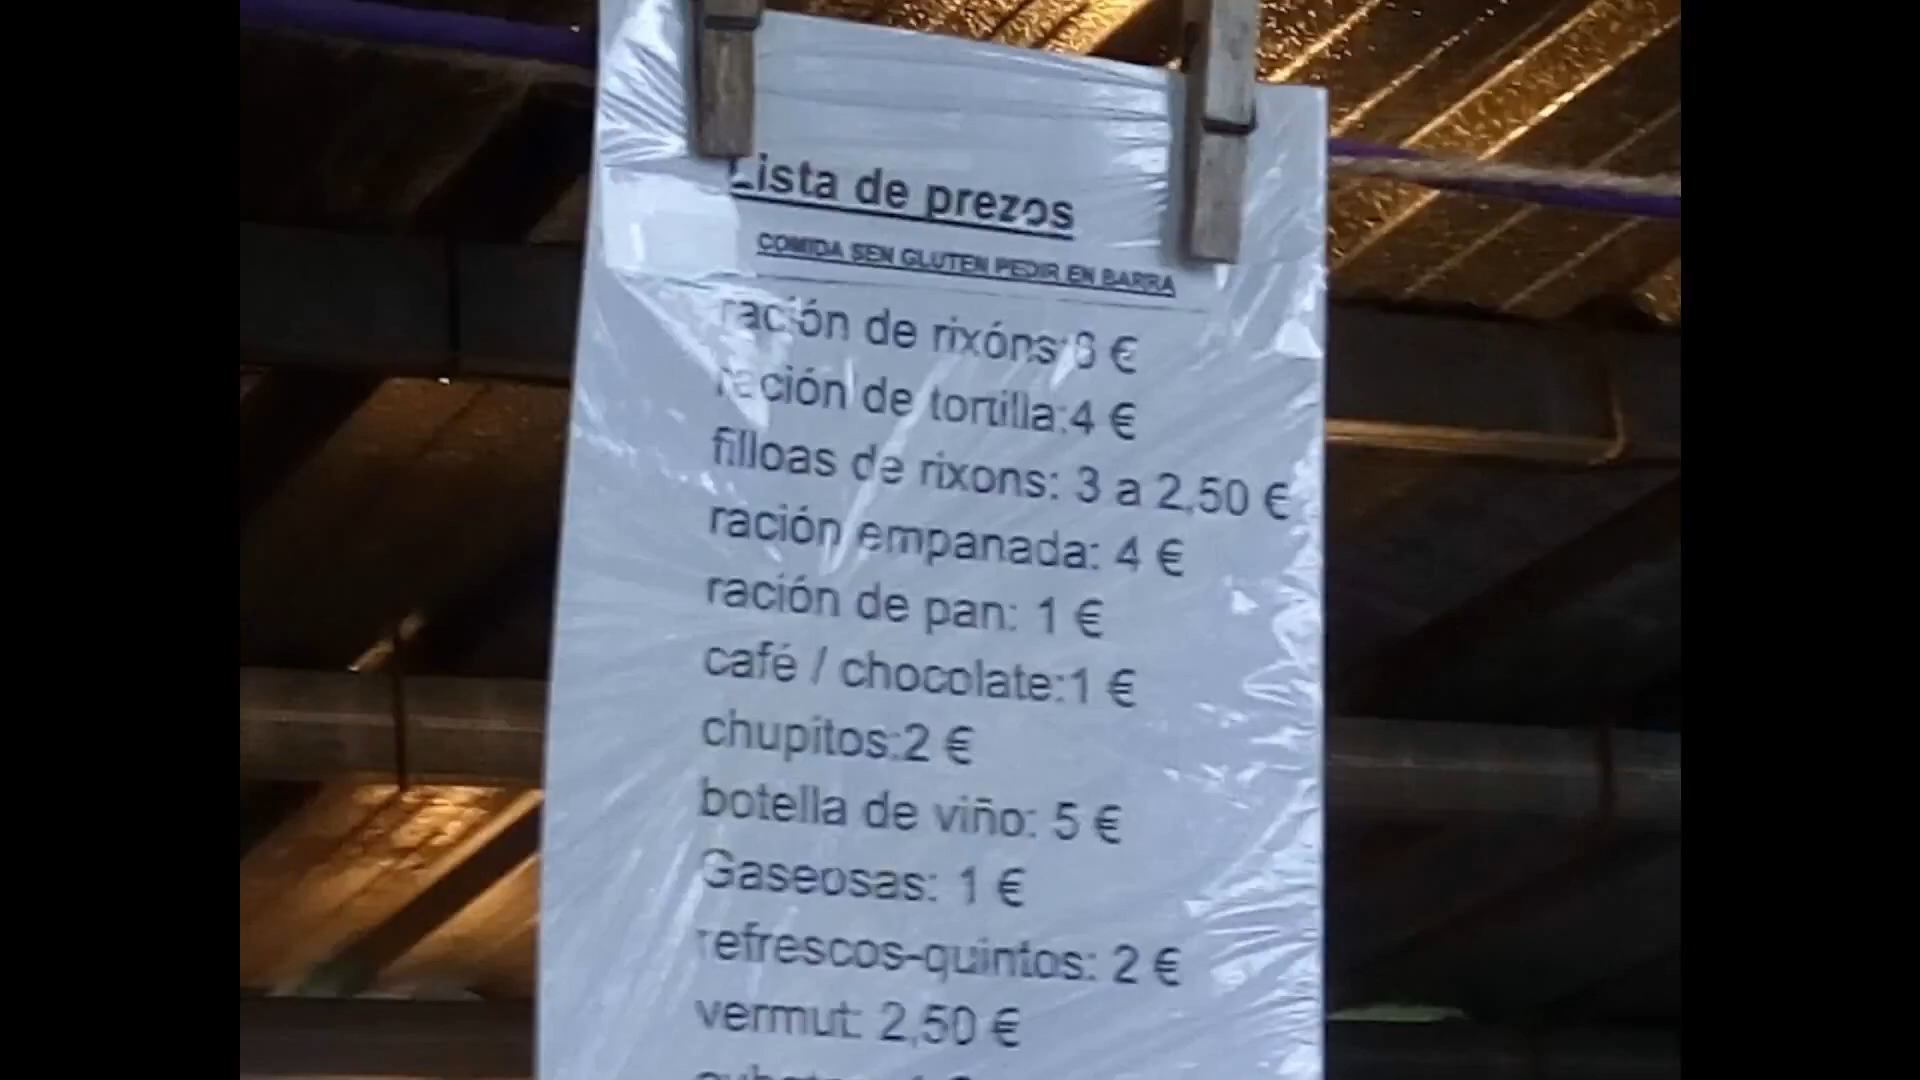 Lista de prezos
COMIDA SEN GLUTEN PEDIR EN BARRA
ración de rixóns:6 €
ración de tortilla:4 €
filloas de rixons: 3 a 2,50 €
ración empanada: 4 €
ración de pan: 1 €
café / chocolate:1 €
chupitos:2 €
botella de viño: 5 €
Gaseosas: 1 €
refrescos-quintos: 2 €
vermut: 2,50 €